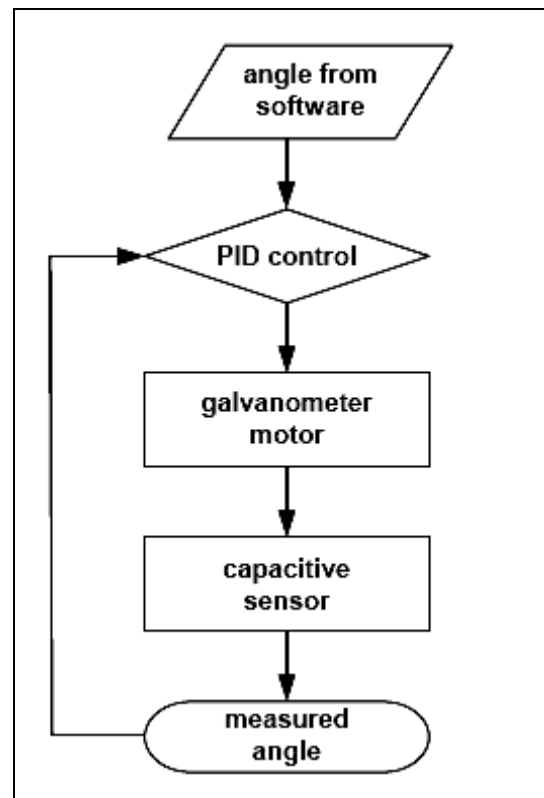 angle from
software
PID control
galvanometer
motor
capacitive
sensor
measured
angle